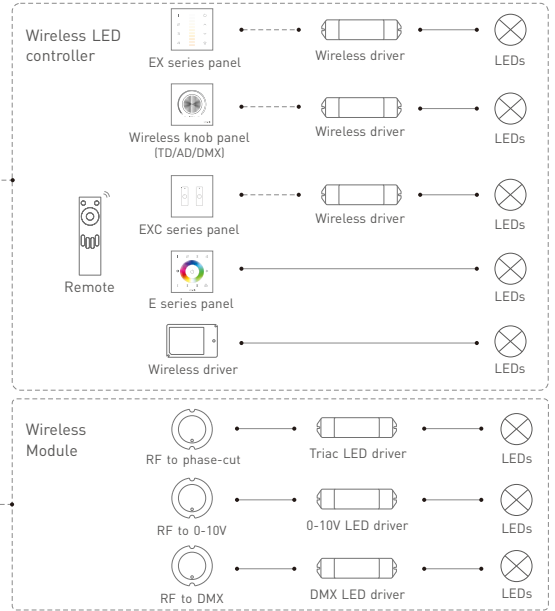 Wireless LED
controller
EX series panel
Wireless driver
LEDs
Wireless knob panel
(TD/AD/DMX)
Wireless driver
LEDs
EXC series panel
Wireless driver
LEDs
Remote
E series panel
LEDs
Wireless driver
LEDs
Wireless
Module
RF to phase-cut
Triac LED driver
LEDs
RF to 0-10V
0-10V LED driver
LEDs
RF to DMX
DMX LED driver
LEDs